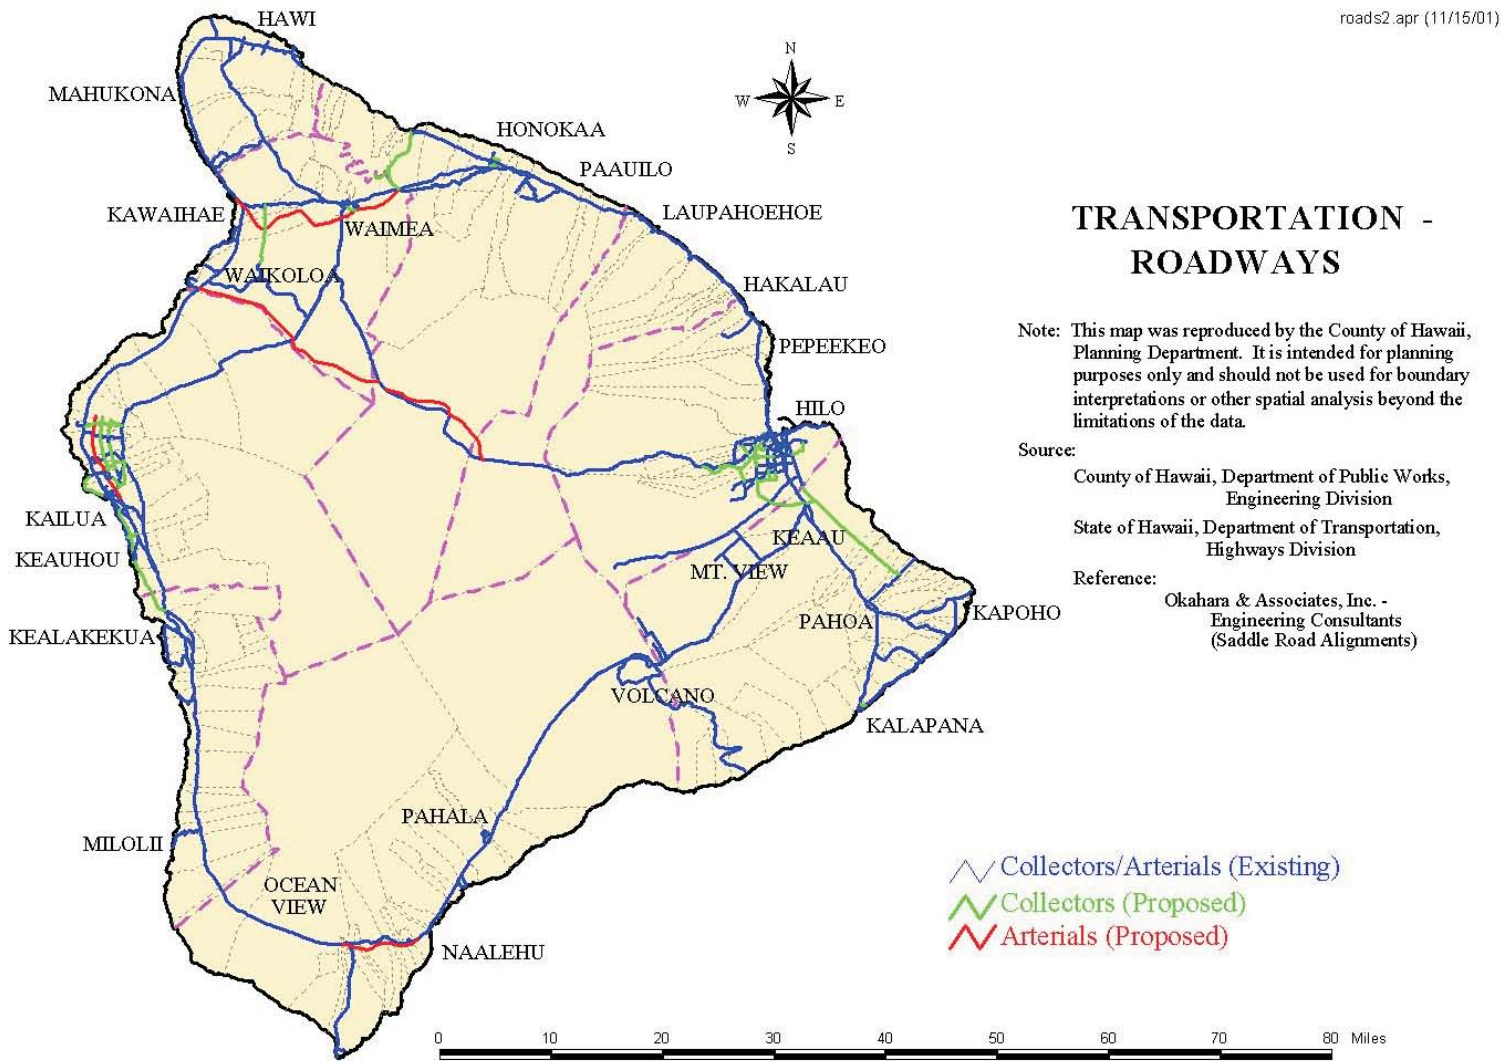 roads2.apr (11/15/01)
HAWI
N
W E
S
MAHUKONA
HONOKAA
PAAUILO
KAWAIHAE
LAUPAHOEHOE
WAIMEA
TRANSPORTATION -
ROADWAYS
WAIKOLOA
HAKALAU
PEPEEKEO
Note: This map was reproduced by the County of Hawaii,
Planning Department. It is intended for planning
purposes only and should not be used for boundary
interpretations or other spatial analysis beyond the
limitations of the data.
HILO
Source:
County of Hawaii, Department of Public Works,
Engineering Division
State of Hawaii, Department of Transportation,
Highways Division
Reference:
Okahara & Associates, Inc. -
Engineering Consultants
(Saddle Road Alignments)
KAILUA
KEAAU
KEAUHOU
MT. VIEW
KAPOHO
PAHOA
KEALAKEKUA
VOLCANO
KALAPANA
PAHALA
MILOLII
OCEAN
VIEW
NAALEHU
Collectors/Arterials (Existing)
Collectors (Proposed)
Arterials (Proposed)
0 10 20 30 40 50 60 70 80 Miles